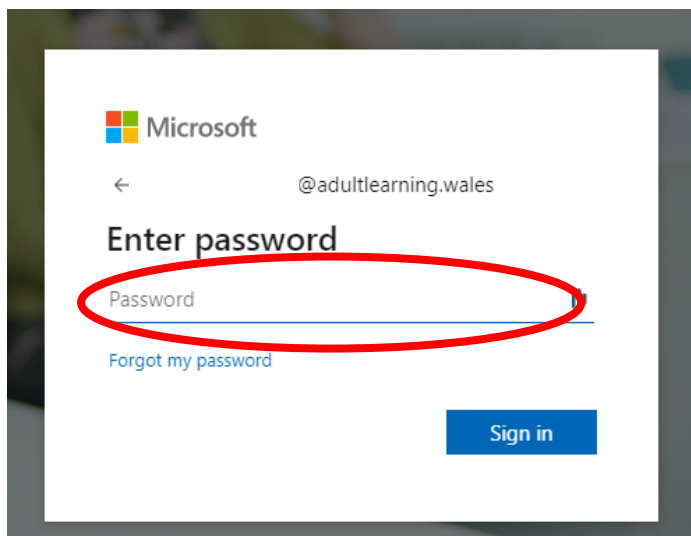 Microsoft
@adultlearning.wales
Enter password
Password
Forgot my password
Sign in